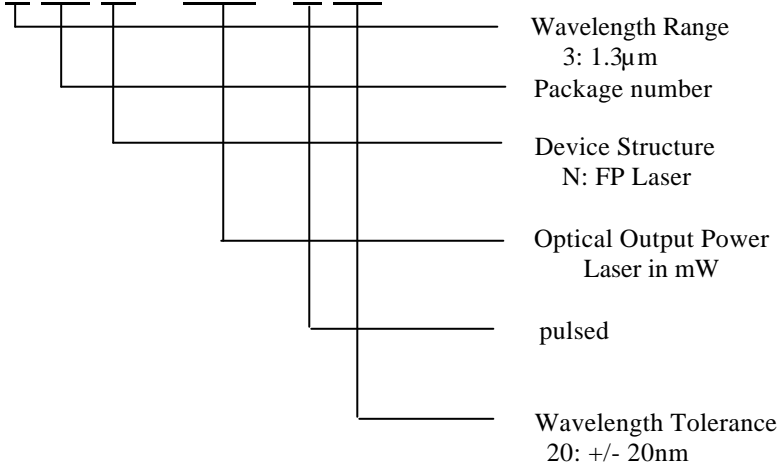 Wavelength Range
3: 1.3µm
Package number
Device Structure
N: FP Laser
Optical Output Power
Laser in mW
pulsed
Wavelength Tolerance
20: +/- 20nm